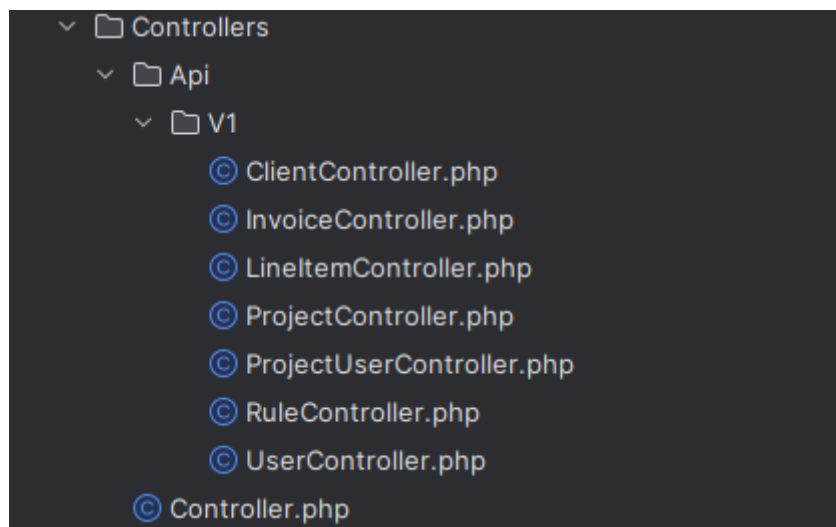 Controllers
Api
V1
ClientController.php
InvoiceController.php
LineItemController.php
ProjectController.php
ProjectUserController.php
RuleController.php
UserController.php
Controller.php